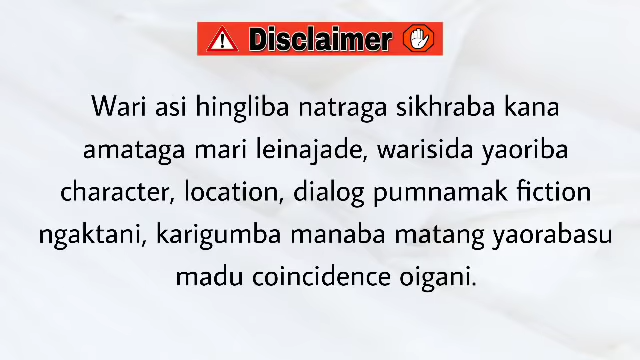 Disclaimer
Wari asi hingliba natraga sikhraba kana
amataga mari leinajade, warisida yaoriba
character, location, dialog pumnamak fiction
ngaktani, karigumba manaba matang yaorabasu
madu coincidence oigani.